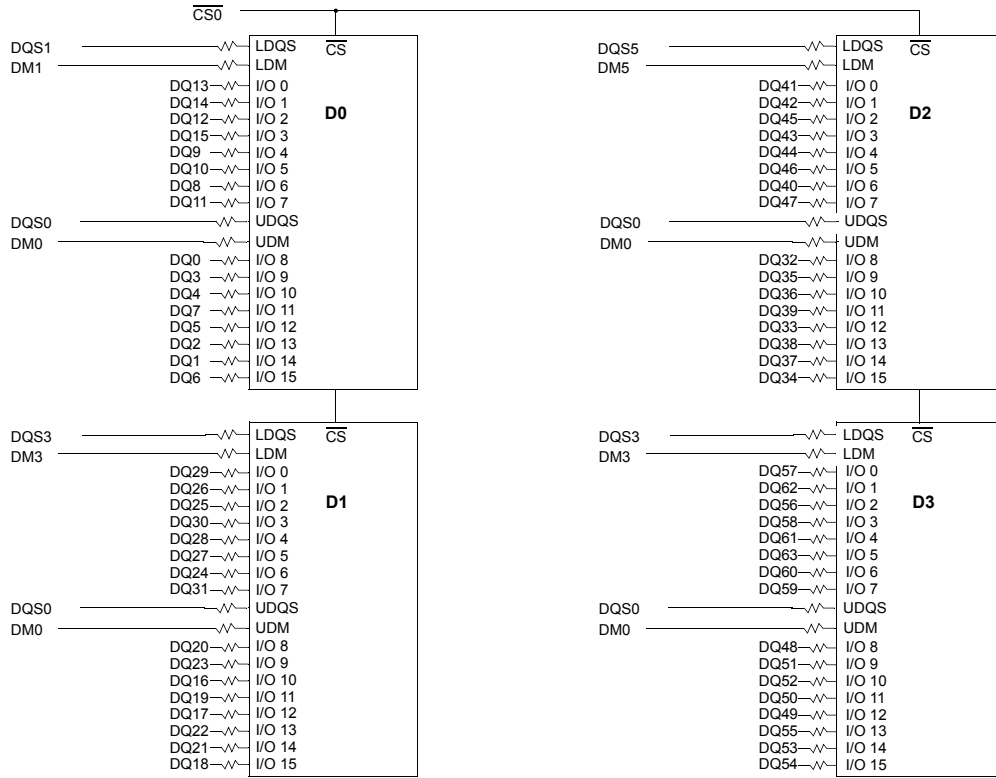 CS0
DQS1 LDQS CS
DM1 LDM
DQ13 I/O 0
DQ14 I/O 1
DQ12 I/O 2
D0
DQ15 I/O 3
DQ9 I/O 4
DQ10 I/O 5
DQ8 I/O 6
DQ11 I/O 7
DQS0 UDQS
DM0 UDM
DQ0 I/O 8
DQ3 I/O 9
DQ4 I/O 10
DQ7 I/O 11
DQ5 I/O 12
DQ2 I/O 13
DQ1 I/O 14
DQ6 I/O 15
DQS5 LDQS CS
DM5 LDM
DQ41 I/O 0
DQ42 I/O 1
DQ45 I/O 2
D2
DQ43 I/O 3
DQ44 I/O 4
DQ46 I/O 5
DQ40 I/O 6
DQ47 I/O 7
DQS0 UDQS
DM0 UDM
DQ32 I/O 8
DQ35 I/O 9
DQ36 I/O 10
DQ39 I/O 11
DQ33 I/O 12
DQ38 I/O 13
DQ37 I/O 14
DQ34 I/O 15
DQS3 LDQS CS
DM3 LDM
DQ29 I/O 0
DQ26 I/O 1
DQ25 I/O 2
D1
DQ30 I/O 3
DQ28 I/O 4
DQ27 I/O 5
DQ24 I/O 6
DQ31 I/O 7
DQS0 UDQS
DM0 UDM
DQ20 I/O 8
DQ23 I/O 9
DQ16 I/O 10
DQ19 I/O 11
DQ17 I/O 12
DQ22 I/O 13
DQ21 I/O 14
DQ18 I/O 15
DQS3 LDQS CS
DM3 LDM
DQ57 I/O 0
DQ62 I/O 1
DQ56 I/O 2
D3
DQ58 I/O 3
DQ61 I/O 4
DQ63 I/O 5
DQ60 I/O 6
DQ59 I/O 7
DQS0 UDQS
DM0 UDM
DQ48 I/O 8
DQ51 I/O 9
DQ52 I/O 10
DQ50 I/O 11
DQ49 I/O 12
DQ55 I/O 13
DQ53 I/O 14
DQ54 I/O 15